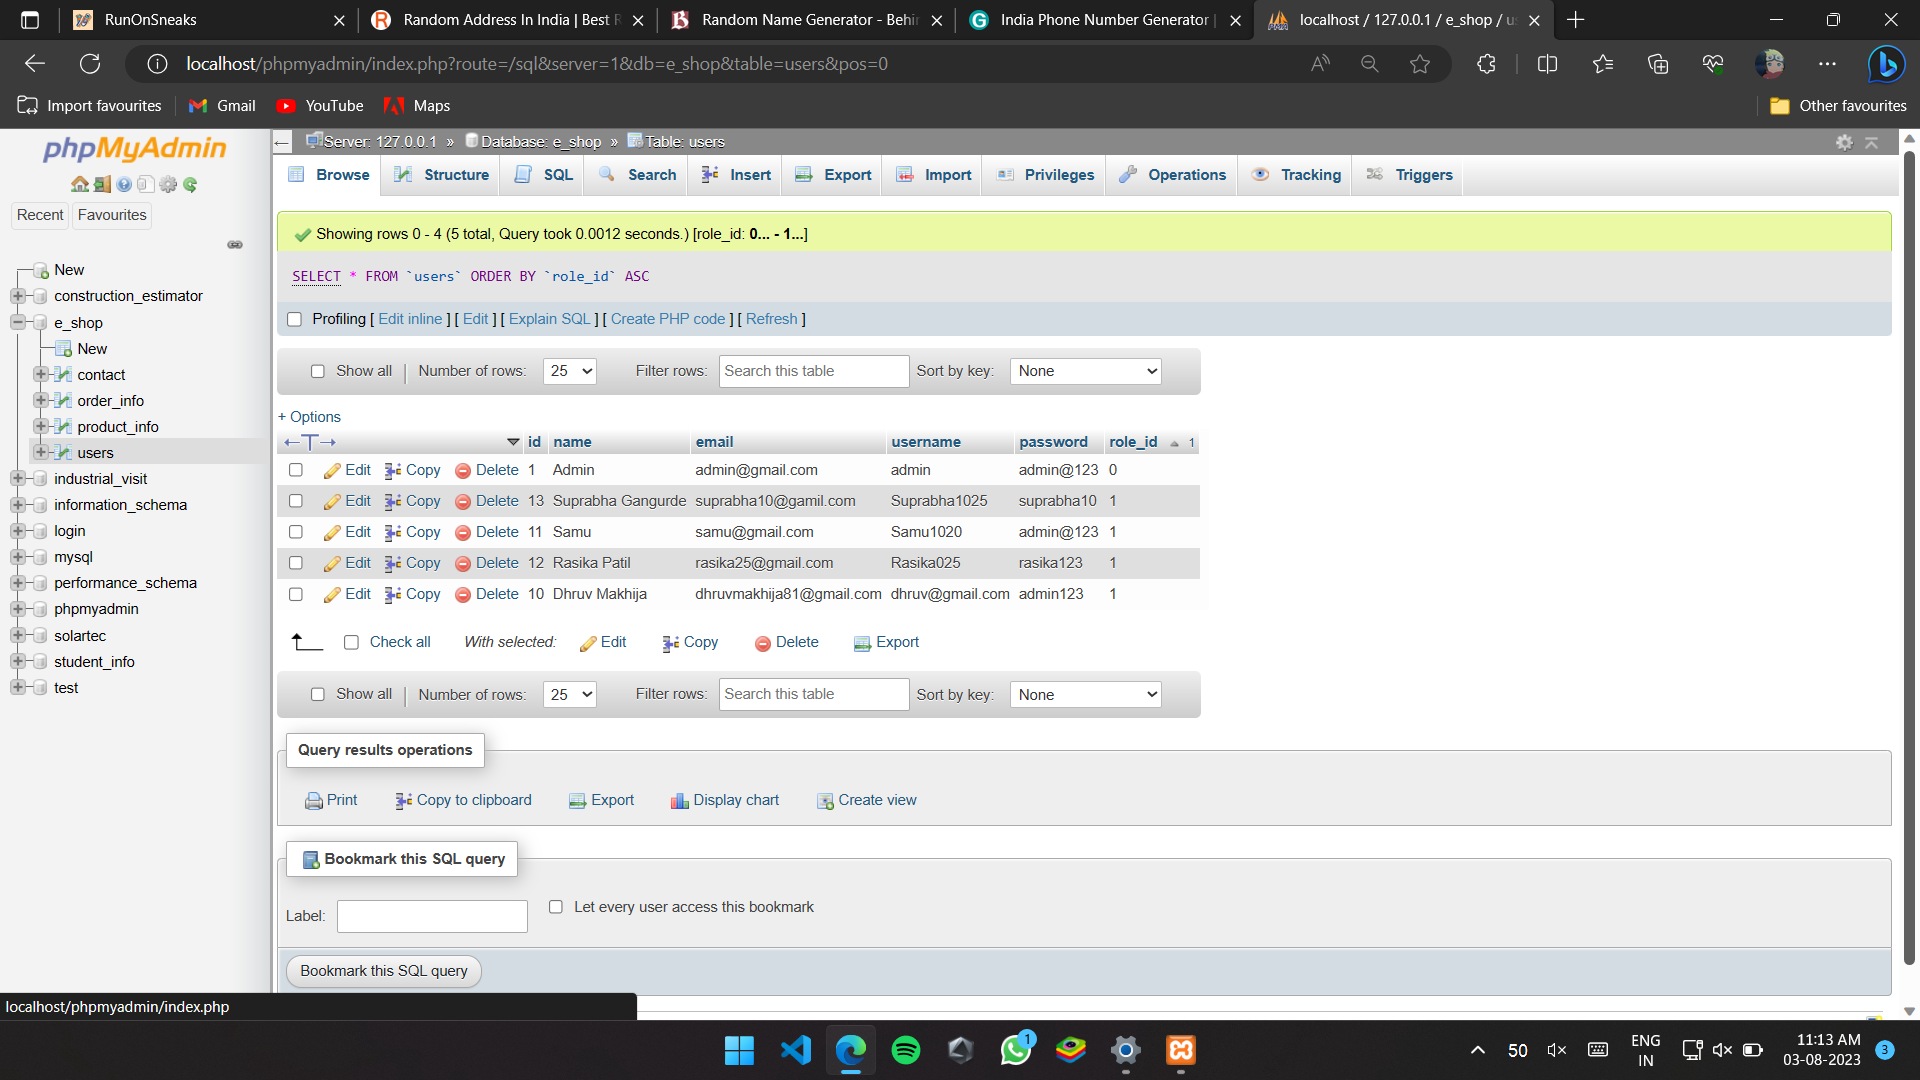 RunOnSneaks
Random Address In India | Best R
Random Name Generator - Behin
India Phone Number Generator |
localhost / 127.0.0.1 / e_shop / us
localhost/phpmyadmin/index.php?route=/sql&server=1&db=e_shop&table=users&pos=0
Import favourites Gmail YouTube Maps Other favourites
phpMyAdmin
Recent Favourites
New
construction_estimator
e_shop
New
contact
order_info
product_info
users
industrial_visit
information_schema
login
mysql
performance_schema
phpmyadmin
solartec
student_info
test
Server: 127.0.0.1 » Database: e_shop » Table: users
Browse Structure SQL Search Insert Export Import Privileges Operations Tracking Triggers
Showing rows 0 - 4 (5 total, Query took 0.0012 seconds.) [role_id: 0... - 1...]
SELECT * FROM `users` ORDER BY `role_id` ASC
Profiling [ Edit inline ] [ Edit ] [ Explain SQL ] [ Create PHP code ] [ Refresh ]
Show all | Number of rows: 25 Filter rows: Search this table Sort by key: None
+ Options
←T→ id name email username password role_id 1
Edit Copy Delete 1 Admin admin@gmail.com admin admin@123 0
Edit Copy Delete 13 Suprabha Gangurde suprabha10@gamil.com Suprabha1025 suprabha10 1
Edit Copy Delete 11 Samu samu@gmail.com Samu1020 admin@123 1
Edit Copy Delete 12 Rasika Patil rasika25@gmail.com Rasika025 rasika123 1
Edit Copy Delete 10 Dhruv Makhija dhruvmakhija81@gmail.com dhruv@gmail.com admin123 1
Check all With selected: Edit Copy Delete Export
Show all | Number of rows: 25 Filter rows: Search this table Sort by key: None
Query results operations
Print Copy to clipboard Export Display chart Create view
Bookmark this SQL query
Label: Let every user access this bookmark
Bookmark this SQL query
localhost/phpmyadmin/index.php
1
50
ENG
IN
11:13 AM
03-08-2023
3